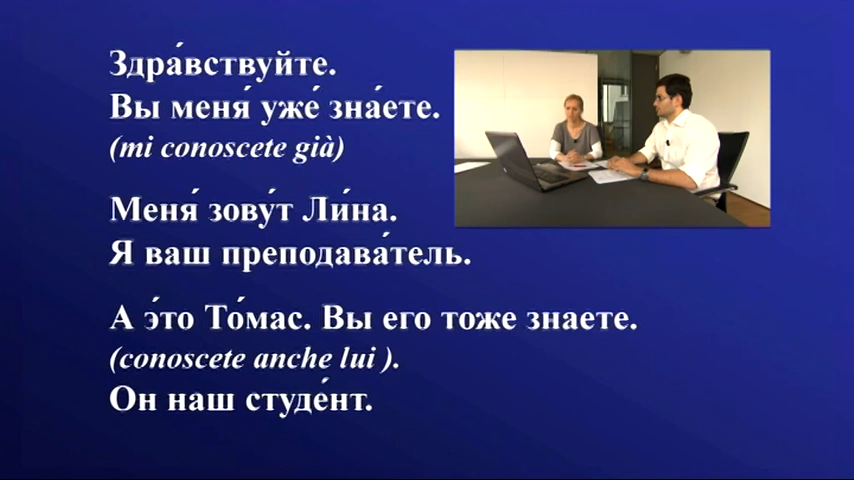 Здра́вствуйте.
Вы меня́ уже́ зна́ете.
(mi conoscete già)
Меня́ зову́т Ли́на.
Я ваш преподава́тель.
А э́то То́мас. Вы его тоже знаете.
(conoscete anche lui ).
Он наш студе́нт.